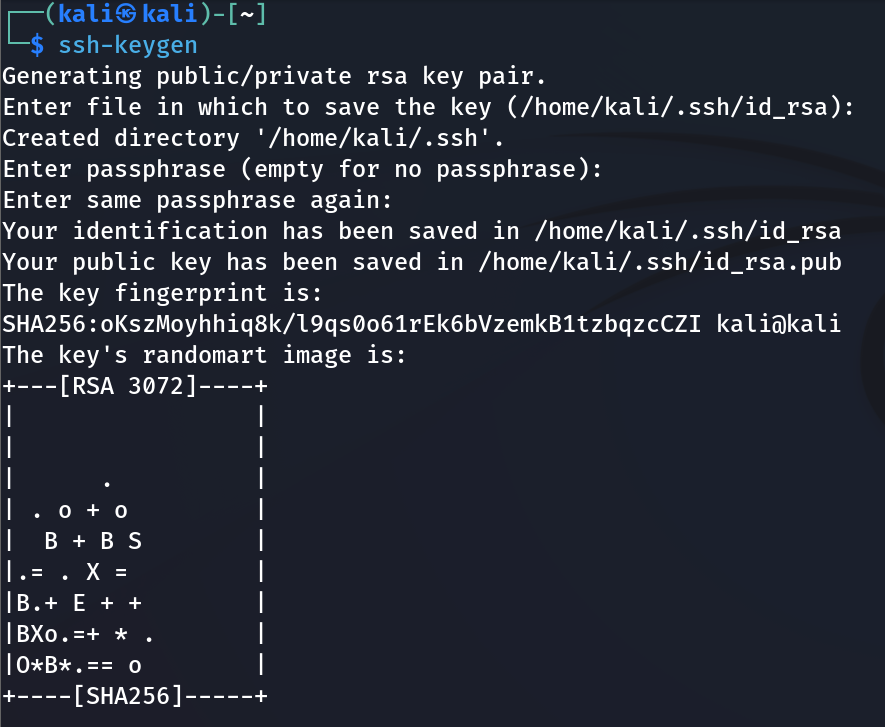 ┌──(kali㉿kali)-[~]
└─$ ssh-keygen
Generating public/private rsa key pair.
Enter file in which to save the key (/home/kali/.ssh/id_rsa):
Created directory '/home/kali/.ssh'.
Enter passphrase (empty for no passphrase):
Enter same passphrase again:
Your identification has been saved in /home/kali/.ssh/id_rsa
Your public key has been saved in /home/kali/.ssh/id_rsa.pub
The key fingerprint is:
SHA256:oKszMoyhhiq8k/l9qs0o61rEk6bVzemkB1tzbqzcCZI kali@kali
The key's randomart image is:
+---[RSA 3072]----+
|                 |
|                 |
|      .          |
| . o + o         |
|  B + B S        |
|.= . X =         |
|B.+ E + +        |
|BXo.=+ * .       |
|O*B*.== o        |
+----[SHA256]-----+